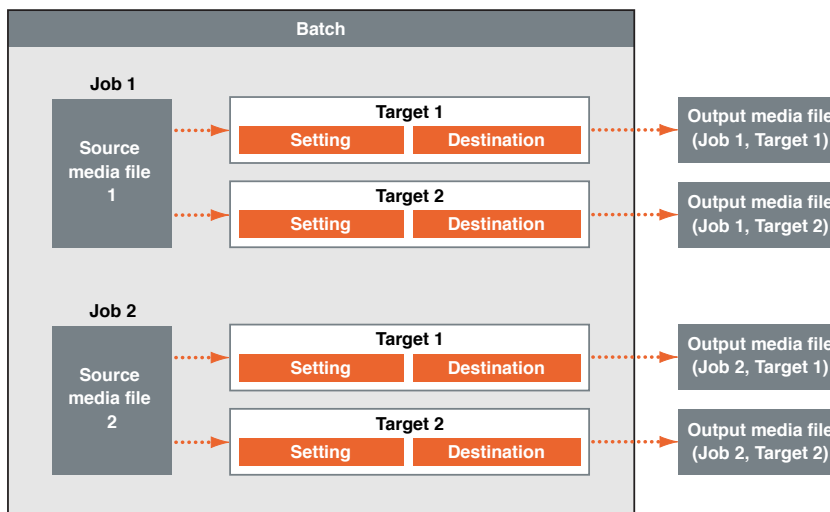 Batch
Job 1
Source
media file
1
Target 1
Setting Destination
Target 2
Setting Destination
Output media file
(Job 1, Target 1)
Output media file
(Job 1, Target 2)
Job 2
Source
media file
2
Target 1
Setting Destination
Target 2
Setting Destination
Output media file
(Job 2, Target 1)
Output media file
(Job 2, Target 2)